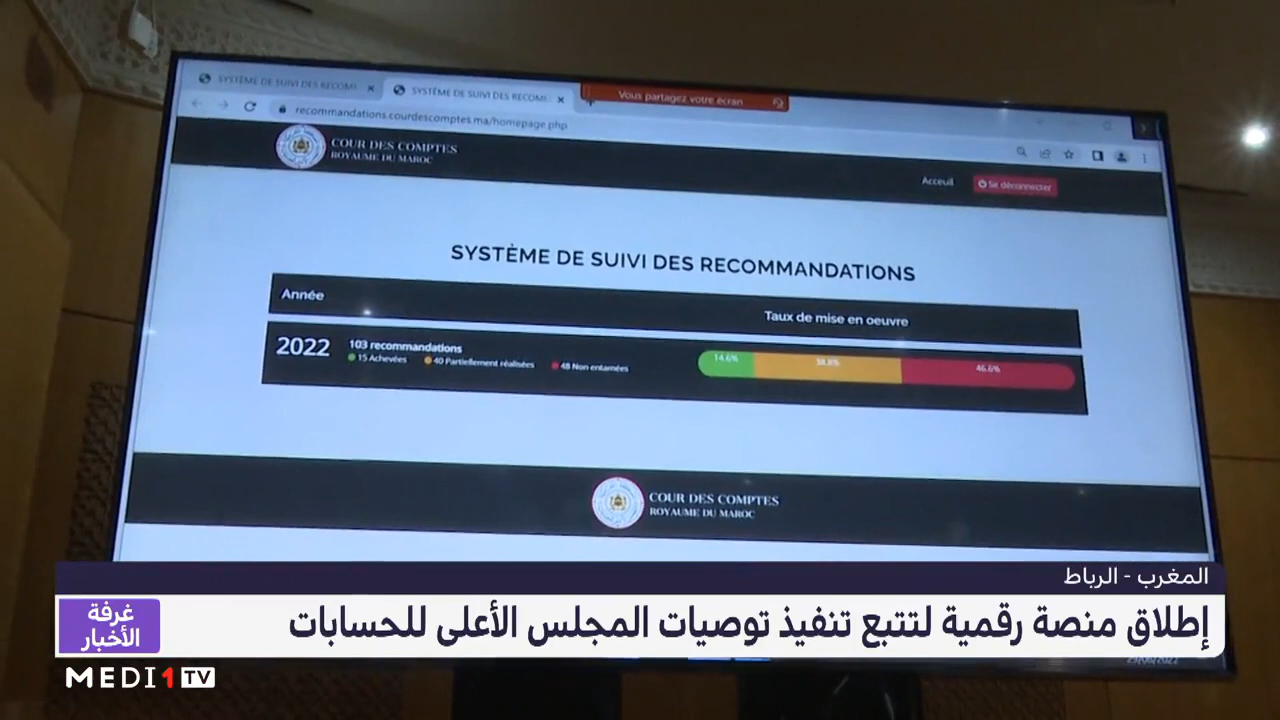 SYSTÈME DE SUIVI DES RECOM
SYSTÈME DE SUIVI DES RECOM
Vous partagez votre écran
recommandations.courdescomptes.ma/homepage.php
COUR DES COMPTES
ROYAUME DU MAROC
Acceuil
Se déconnecter
SYSTÈME DE SUIVI DES RECOMMANDATIONS
Année
Taux de mise en oeuvre
2022
103 recommandations
15 Achevées 40 Partiellement réalisées 48 Non entamées
14.6% 38.8% 46.6%
COUR DES COMPTES
ROYAUME DU MAROC
المغرب - الرباط
إطلاق منصة رقمية لتتبع تنفيذ توصيات المجلس الأعلى للحسابات
غرفة
الأخبار
MEDI1TV